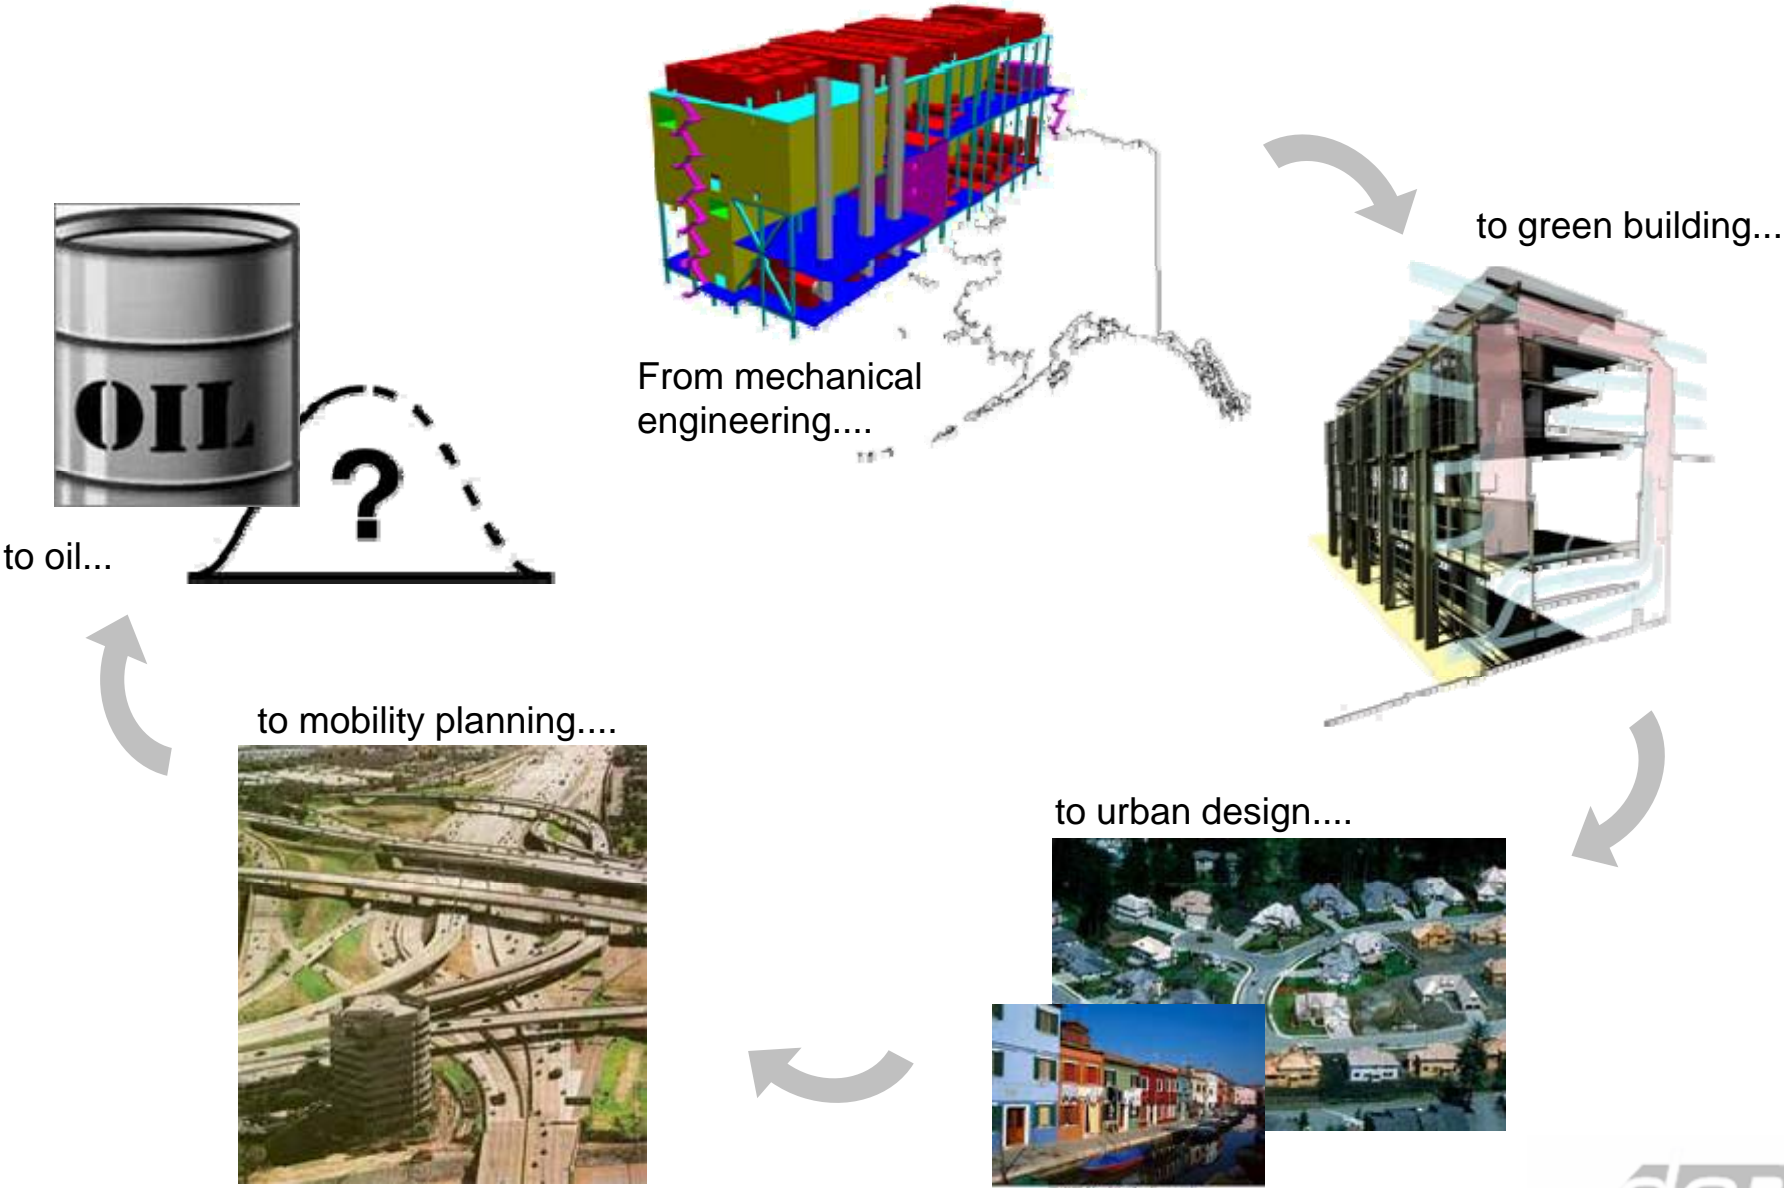 From mechanical
engineering....
to green building...
to urban design....
to mobility planning....
to oil...
OIL
?